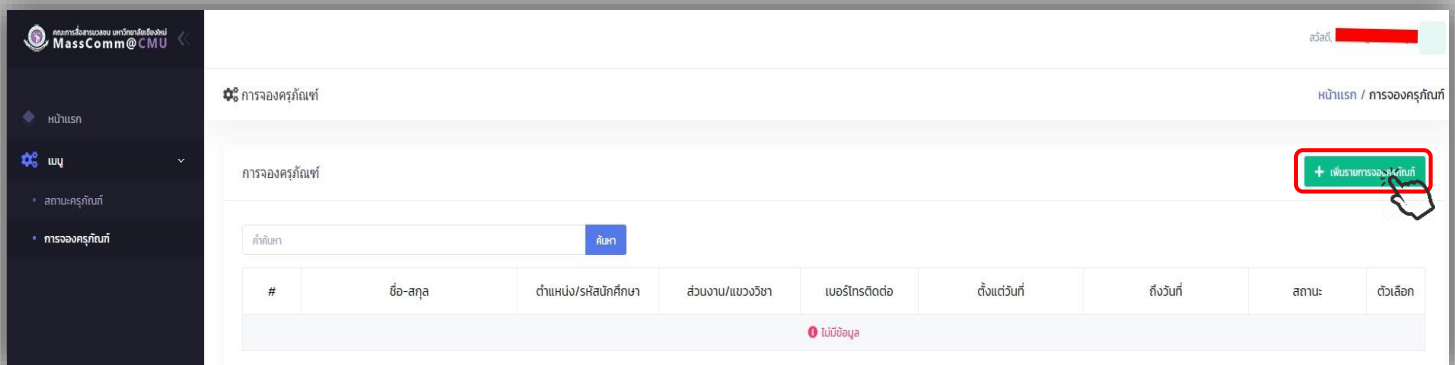 คณะการสื่อสารมวลชน มหาวิทยาลัยเชียงใหม่
MassComm@CMU
สวัสดี,
การจองครุภัณฑ์
หน้าแรก / การจองครุภัณฑ์
หน้าแรก
เมนู
สถานะครุภัณฑ์
การจองครุภัณฑ์
การจองครุภัณฑ์
+ เพิ่มรายการจองครุภัณฑ์
คำค้นหา
ค้นหา
# ชื่อ-สกุล ตำแหน่ง/รหัสนักศึกษา ส่วนงาน/แขวงวิชา เบอร์โทรติดต่อ ตั้งแต่วันที่ ถึงวันที่ สถานะ ตัวเลือก
ไม่มีข้อมูล